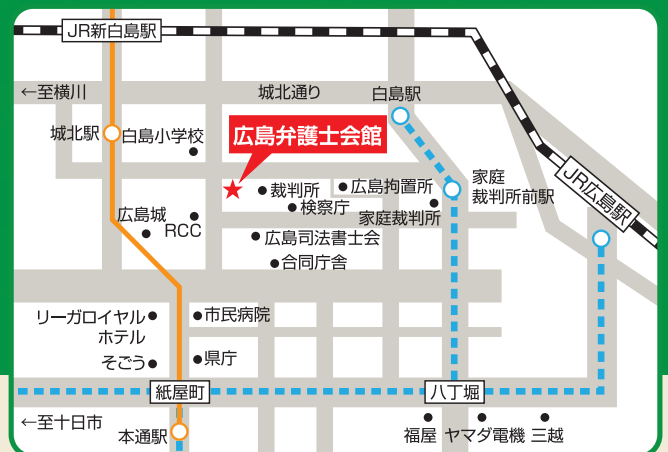 JR新白島駅
←至横川
城北通り
白島駅
城北駅
白島小学校
広島弁護士会館
家庭
裁判所前駅
JR広島駅
裁判所
広島拘置所
検察庁
家庭裁判所
広島城
RCC
広島司法書士会
合同庁舎
リーガロイヤル
ホテル
市民病院
そごう
県庁
紙屋町
八丁堀
←至十日市
本通駅
福屋
ヤマダ電機
三越